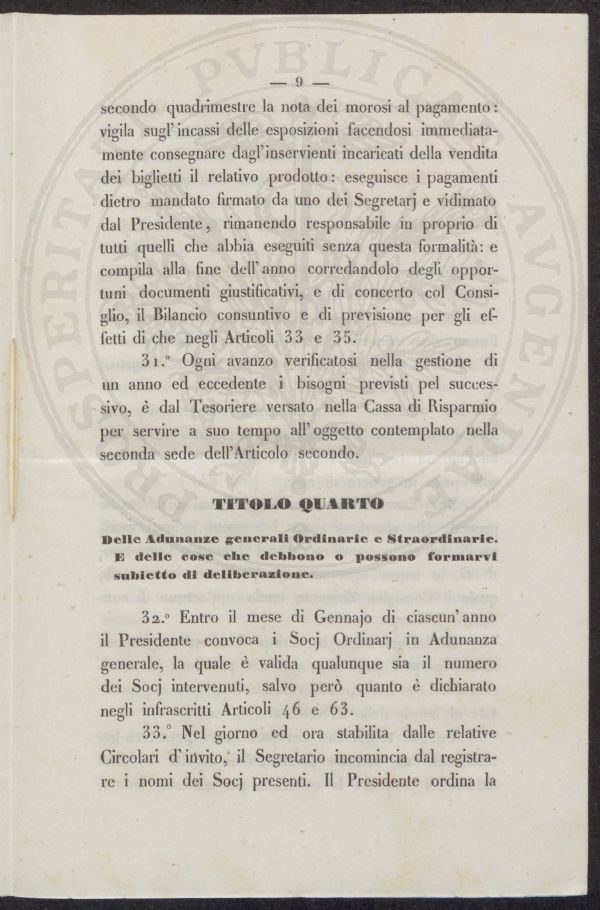 — 9 —
secondo quadrimestre la nota dei morosi al pagamento:
vigila sugl'incassi delle esposizioni facendosi immediata-
mente consegnare dagl'inservienti incaricati della vendita
dei biglietti il relativo prodotto: eseguisce i pagamenti
dietro mandato firmato da uno dei Segretarj e vidimato
dal Presidente, rimanendo responsabile in proprio di
tutti quelli che abbia eseguiti senza questa formalità: e
compila alla fine dell'anno corredandolo degli oppor-
tuni documenti giustificativi, e di concerto col Consi-
glio, il Bilancio consuntivo e di previsione per gli ef-
fetti di che negli Articoli 33 e 35.
31.° Ogni avanzo verificatosi nella gestione di
un anno ed eccedente i bisogni previsti pel succes-
sivo, è dal Tesoriere versato nella Cassa di Risparmio
per servire a suo tempo all'oggetto contemplato nella
seconda sede dell'Articolo secondo.
TITOLO QUARTO
Delle Adunanze generali Ordinarie e Straordinarie.
E delle cose che debbono o possono formarvi
subietto di deliberazione.
32.° Entro il mese di Gennajo di ciascun'anno
il Presidente convoca i Socj Ordinarj in Adunanza
generale, la quale è valida qualunque sia il numero
dei Socj intervenuti, salvo però quanto è dichiarato
negli infrascritti Articoli 46 e 63.
33.° Nel giorno ed ora stabilita dalle relative
Circolari d'invito, il Segretario incomincia dal registra-
re i nomi dei Socj presenti. Il Presidente ordina la
PROSPERITATI PVBLICAE AVGENDAE